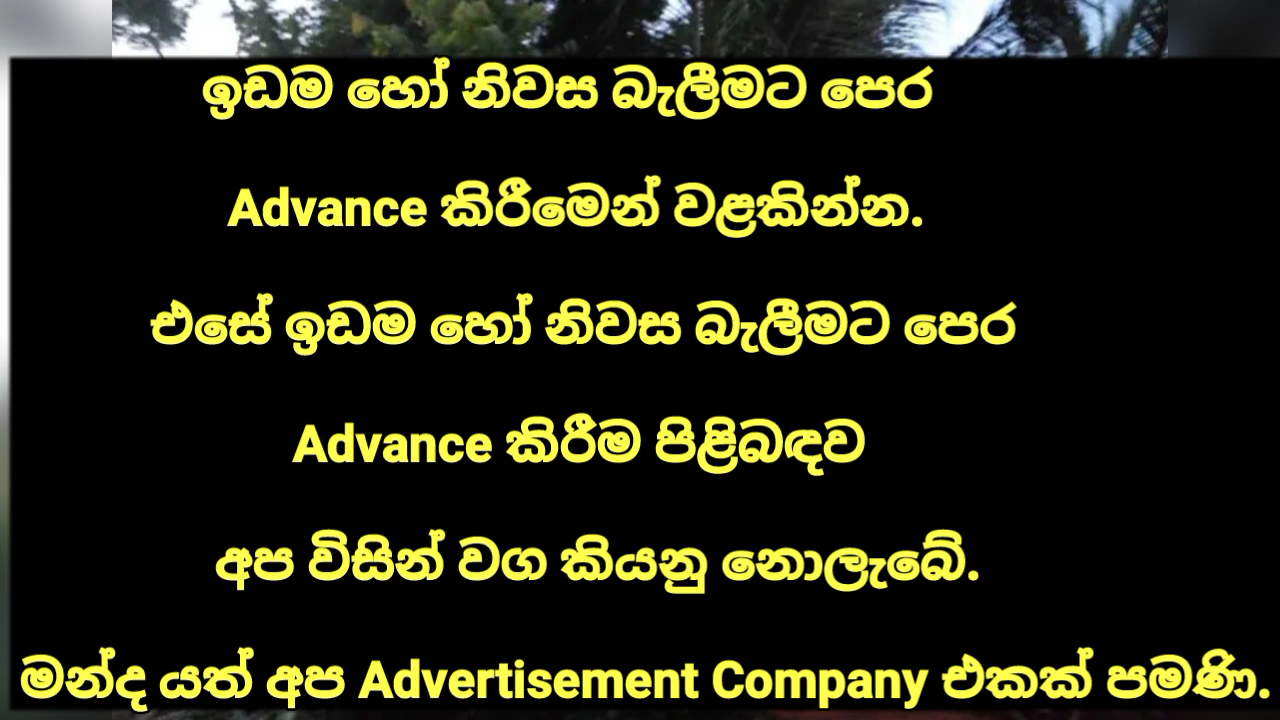 ඉඩම හෝ නිවස බැලීමට පෙර
Advance කිරීමෙන් වළකින්න.
එසේ ඉඩම හෝ නිවස බැලීමට පෙර
Advance කිරීම පිළිබඳව
අප විසින් වග කියනු නොලැබේ.
මන්ද යත් අප Advertisement Company එකක් පමණි.